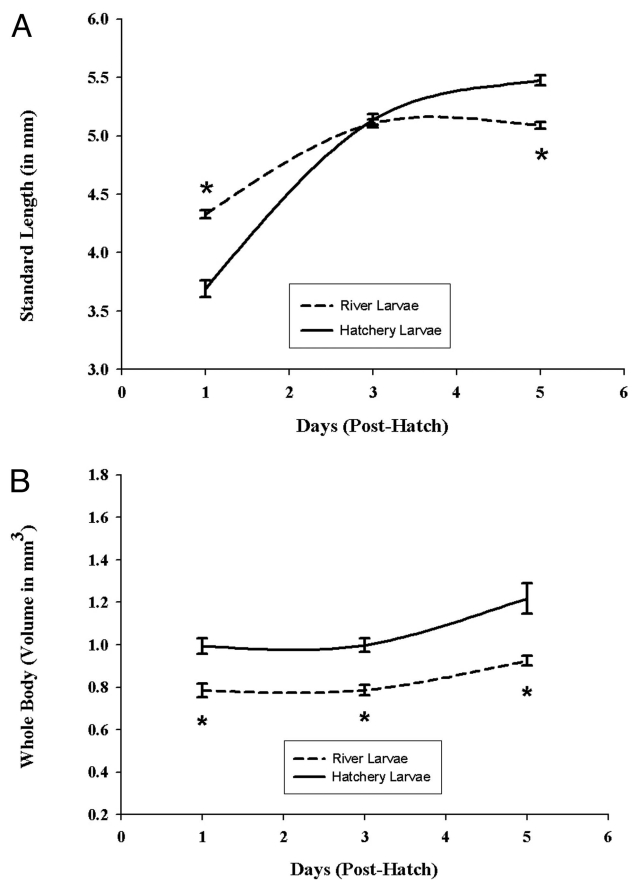 A
6.0
5.5
5.0
4.5
4.0
3.5
3.0
Standard Length (in mm)
*
*
River Larvae
Hatchery Larvae
0 1 2 3 4 5 6
Days (Post-Hatch)
B
1.8
1.6
1.4
1.2
1.0
0.8
0.6
0.4
0.2
Whole Body (Volume in mm³)
* * *
River Larvae
Hatchery Larvae
0 1 2 3 4 5 6
Days (Post-Hatch)